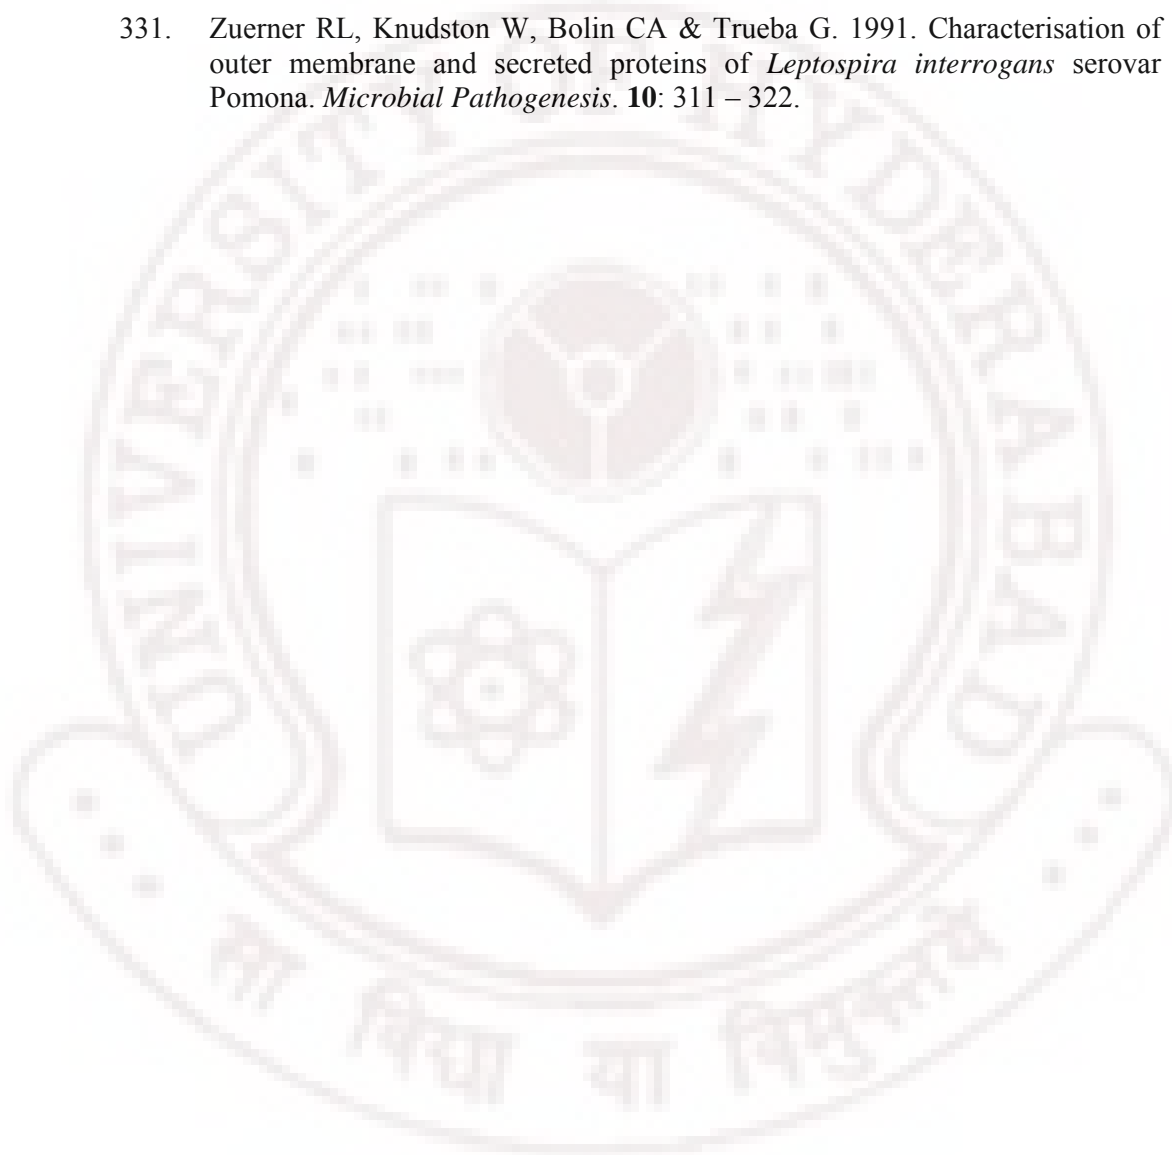 331. Zuerner RL, Knudston W, Bolin CA & Trueba G. 1991. Characterisation of
outer membrane and secreted proteins of Leptospira interrogans serovar
Pomona. Microbial Pathogenesis. 10: 311 – 322.
UNIVERSITY OF HYDERABAD
सा विद्या या विमुक्तये